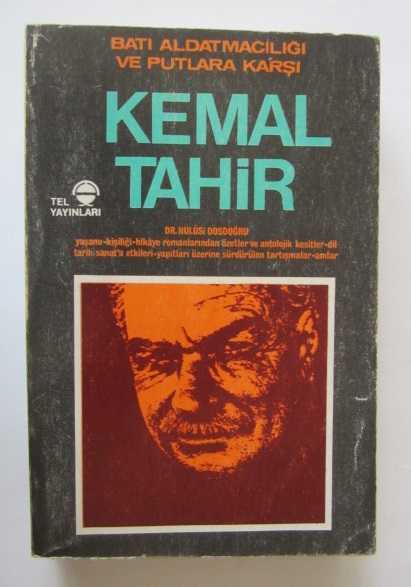 BATI ALDATMACILIĞI
VE PUTLARA KARŞI
KEMAL
TAHİR
TEL
YAYINLARI
DR. HULÛSİ DOSDOĞRU
yaşamı-kişiliği-hikâye romanlarından özetler ve antolojik kesitler-dil
tarih-sanat'a etkileri-yapıtları üzerine sürdürülen tartışmalar-anılar